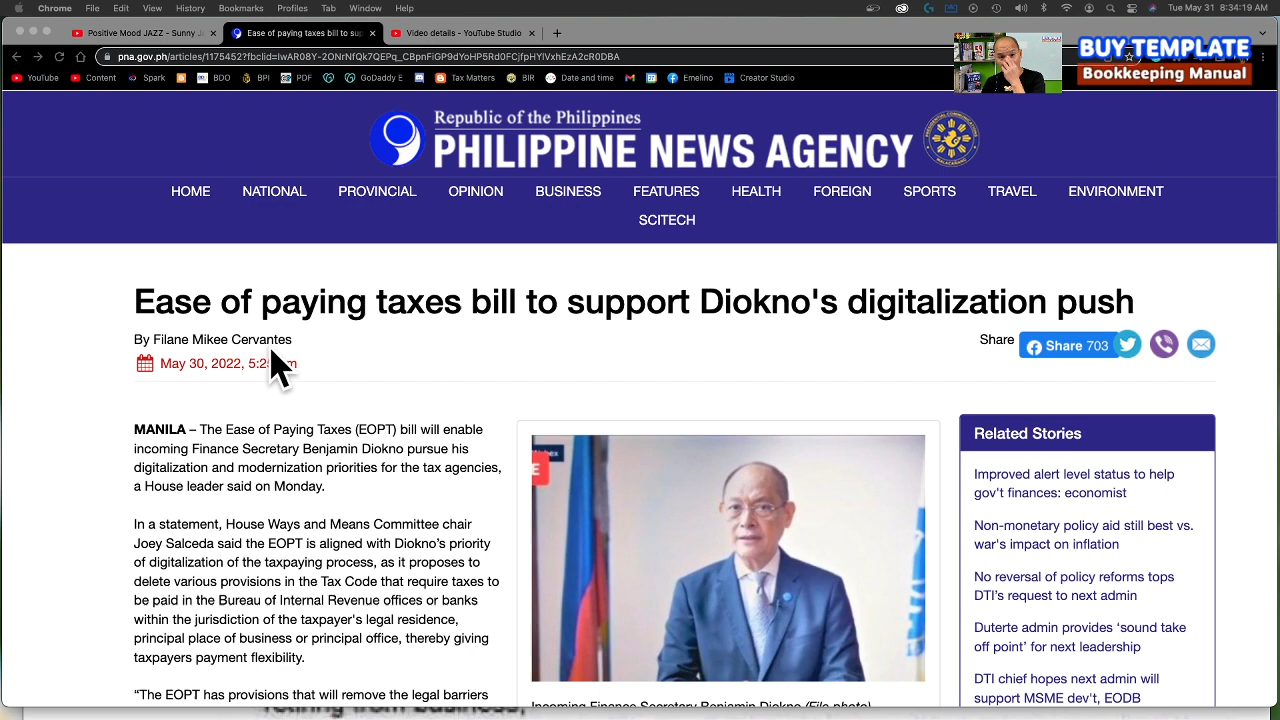 Chrome File Edit View History Bookmarks Profiles Tab Window Help Tue May 31 8:34:19 AM
Positive Mood JAZZ - Sunny J Ease of paying taxes bill to sup Video details - YouTube Studio
pna.gov.ph/articles/1175452?fbclid=IwAR08Y-2ONrNfQk7QEPq_CBpnFiGP9dYoHP5Rd0FCjfpHYlVxhEzA2cR0DBA
YouTube Content Spark BDO BIR PDF GoDaddy E Tax Matters BIR Date and time Emelino Creator Studio
BUY TEMPLATE
Bookkeeping Manual
Republic of the Philippines
PHILIPPINE NEWS AGENCY
HOME NATIONAL PROVINCIAL OPINION BUSINESS FEATURES HEALTH FOREIGN SPORTS TRAVEL ENVIRONMENT
SCITECH
Ease of paying taxes bill to support Diokno's digitalization push
By Filane Mikee Cervantes
Share Share 703
May 30, 2022,
MANILA – The Ease of Paying Taxes (EOPT) bill will enable
incoming Finance Secretary Benjamin Diokno pursue his
digitalization and modernization priorities for the tax agencies,
a House leader said on Monday.
In a statement, House Ways and Means Committee chair
Joey Salceda said the EOPT is aligned with Diokno’s priority
of digitalization of the taxpaying process, as it proposes to
delete various provisions in the Tax Code that require taxes to
be paid in the Bureau of Internal Revenue offices or banks
within the jurisdiction of the taxpayer's legal residence,
principal place of business or principal office, thereby giving
taxpayers payment flexibility.
“The EOPT has provisions that will remove the legal barriers
Incoming Finance Secretary Benjamin Diokno (File photo)
Related Stories
Improved alert level status to help
gov't finances: economist
Non-monetary policy aid still best vs.
war's impact on inflation
No reversal of policy reforms tops
DTI’s request to next admin
Duterte admin provides ‘sound take
off point’ for next leadership
DTI chief hopes next admin will
support MSME dev't, EODB